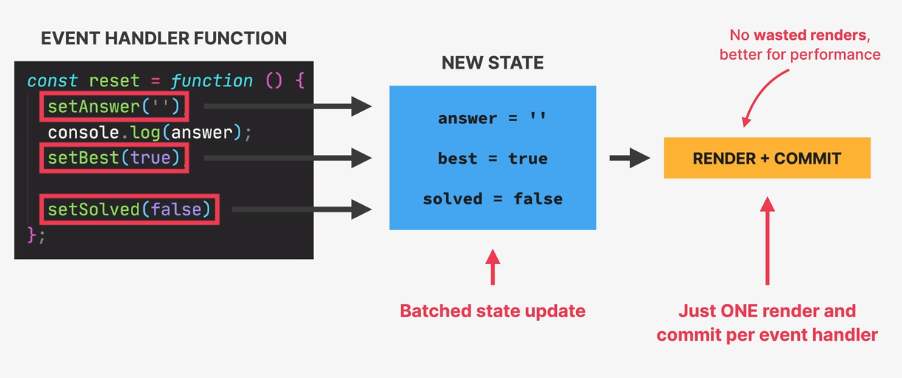 EVENT HANDLER FUNCTION
const reset = function () {
setAnswer('')
console.log(answer);
setBest(true)
setSolved(false)
};
NEW STATE
answer = ''
best = true
solved = false
Batched state update
No wasted renders,
better for performance
RENDER + COMMIT
Just ONE render and
commit per event handler